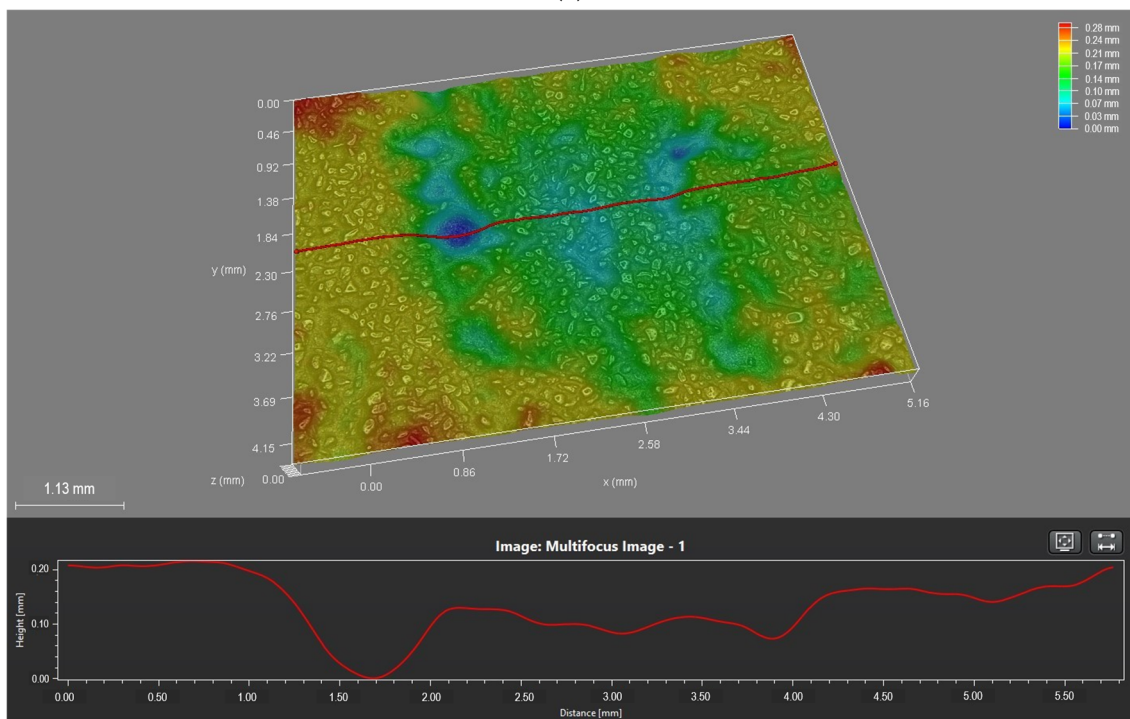 0.28 mm
0.24 mm
0.21 mm
0.17 mm
0.14 mm
0.10 mm
0.07 mm
0.03 mm
0.00 mm
0.00
0.46
0.92
1.38
1.84
y (mm)
2.30
2.76
3.22
3.69
4.15
z (mm)
0.00
0.00
0.86
1.72
2.58
3.44
4.30
5.16
x (mm)
1.13 mm
Image: Multifocus Image - 1
Height [mm]
0.20
0.10
0.00
0.00 0.50 1.00 1.50 2.00 2.50 3.00 3.50 4.00 4.50 5.00 5.50
Distance [mm]